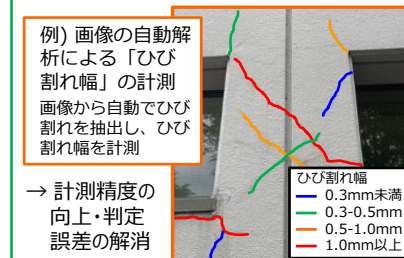 例) 画像の自動解
析による「ひび
割れ幅」の計測
画像から自動でひび
割れを抽出し、ひび
割れ幅を計測
→ 計測精度の
向上・判定
誤差の解消
ひび割れ幅
0.3mm未満
0.3-0.5mm
0.5-1.0mm
1.0mm以上